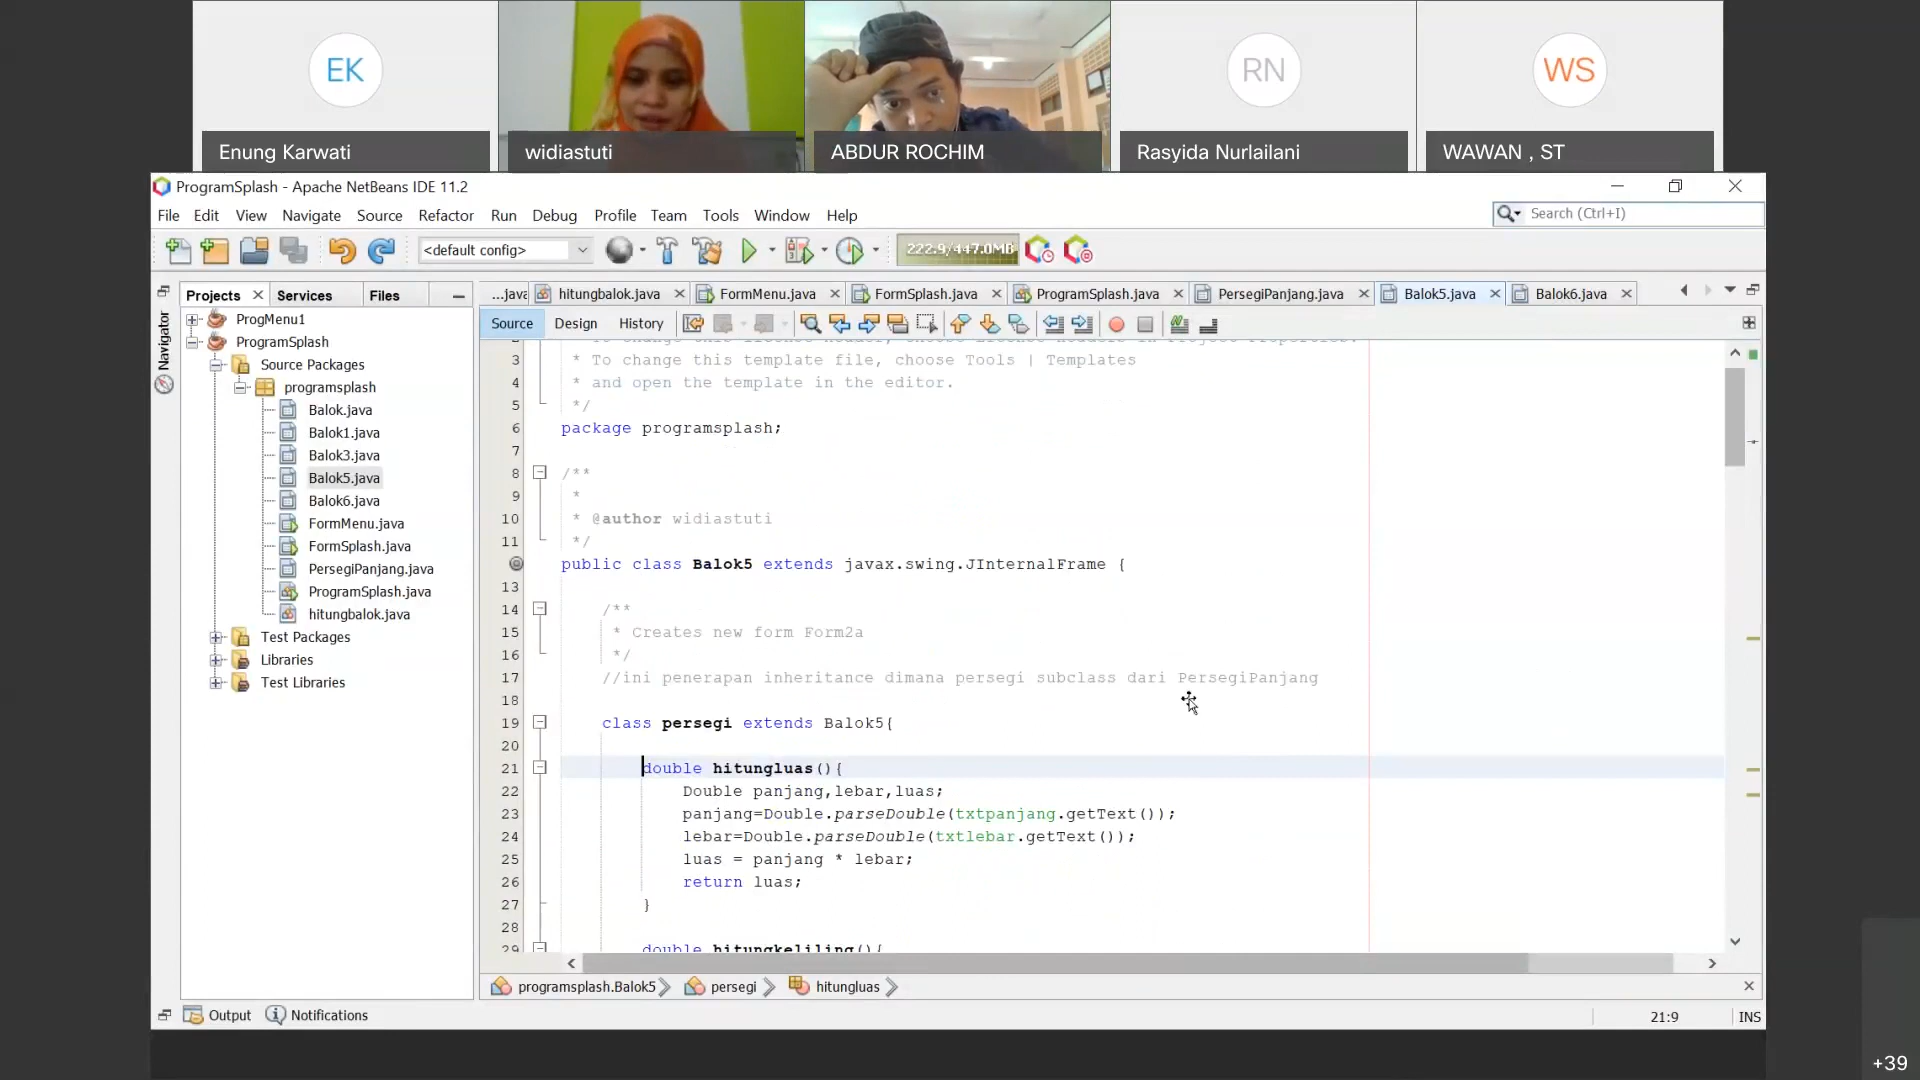 EK
RN
WS
Enung Karwati
widiastuti
ABDUR ROCHIM
Rasyida Nurlailani
WAWAN , ST
ProgramSplash - Apache NetBeans IDE 11.2
File Edit View Navigate Source Refactor Run Debug Profile Team Tools Window Help
Search (Ctrl+I)
<default config>
222.9/447.0MB
Projects
Services
Files
...java
hitungbalok.java
FormMenu.java
FormSplash.java
ProgramSplash.java
PersegiPanjang.java
Balok5.java
Balok6.java
Navigator
Source Design History
ProgMenu1
ProgramSplash
Source Packages
programsplash
Balok.java
Balok1.java
Balok3.java
Balok5.java
Balok6.java
FormMenu.java
FormSplash.java
PersegiPanjang.java
ProgramSplash.java
hitungbalok.java
Test Packages
Libraries
Test Libraries
3 * To change this template file, choose Tools | Templates
4 * and open the template in the editor.
5 */
6 package programsplash;
7
8 /**
9 *
10 * @author widiastuti
11 */
public class Balok5 extends javax.swing.JInternalFrame {
13
14 /**
15 * Creates new form Form2a
16 */
17 //ini penerapan inheritance dimana persegi subclass dari PersegiPanjang
18
19 class persegi extends Balok5{
20
21 double hitungluas(){
22 Double panjang,lebar,luas;
23 panjang=Double.parseDouble(txtpanjang.getText());
24 lebar=Double.parseDouble(txtlebar.getText());
25 luas = panjang * lebar;
26 return luas;
27 }
28
29 double hitungkeliling(){
programsplash.Balok5 persegi hitungluas
Output
Notifications
21:9
INS
+39